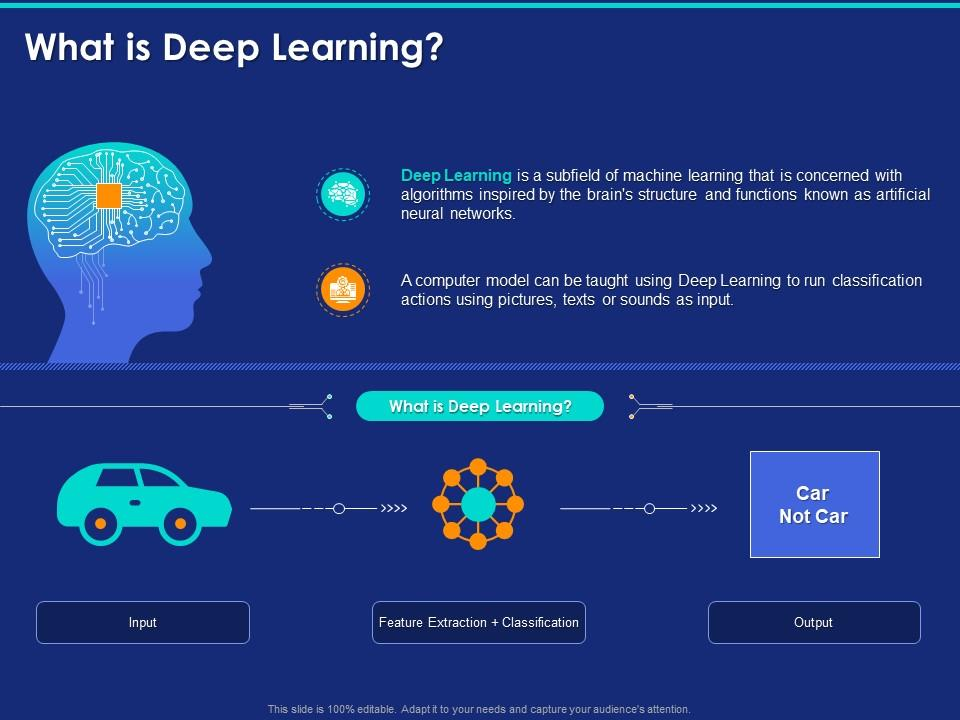 What is Deep Learning?
Deep Learning is a subfield of machine learning that is concerned with
algorithms inspired by the brain's structure and functions known as artificial
neural networks.
A computer model can be taught using Deep Learning to run classification
actions using pictures, texts or sounds as input.
What is Deep Learning?
Car
Not Car
Input
Feature Extraction + Classification
Output
This slide is 100% editable. Adapt it to your needs and capture your audience's attention.